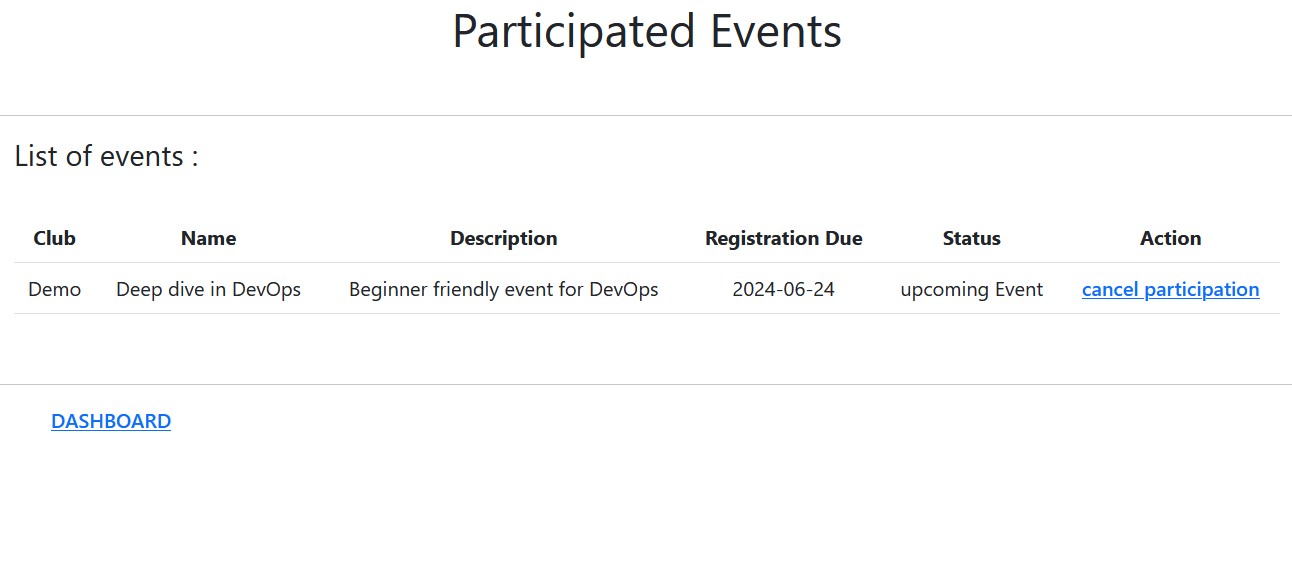 Participated Events
List of events :
Club Name Description Registration Due Status Action
Demo Deep dive in DevOps Beginner friendly event for DevOps 2024-06-24 upcoming Event cancel participation
DASHBOARD